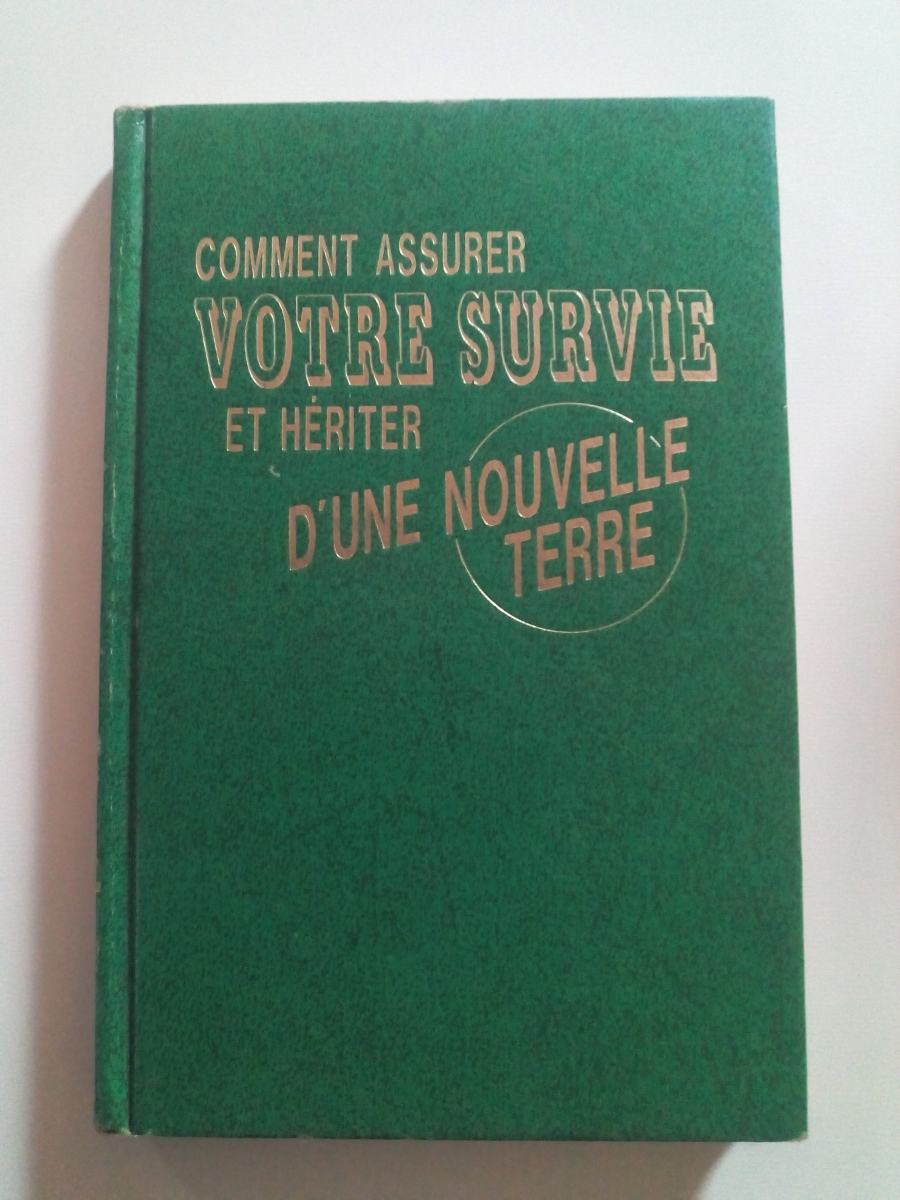 COMMENT ASSURER
VOTRE SURVIE
ET HÉRITER
D'UNE NOUVELLE
TERRE